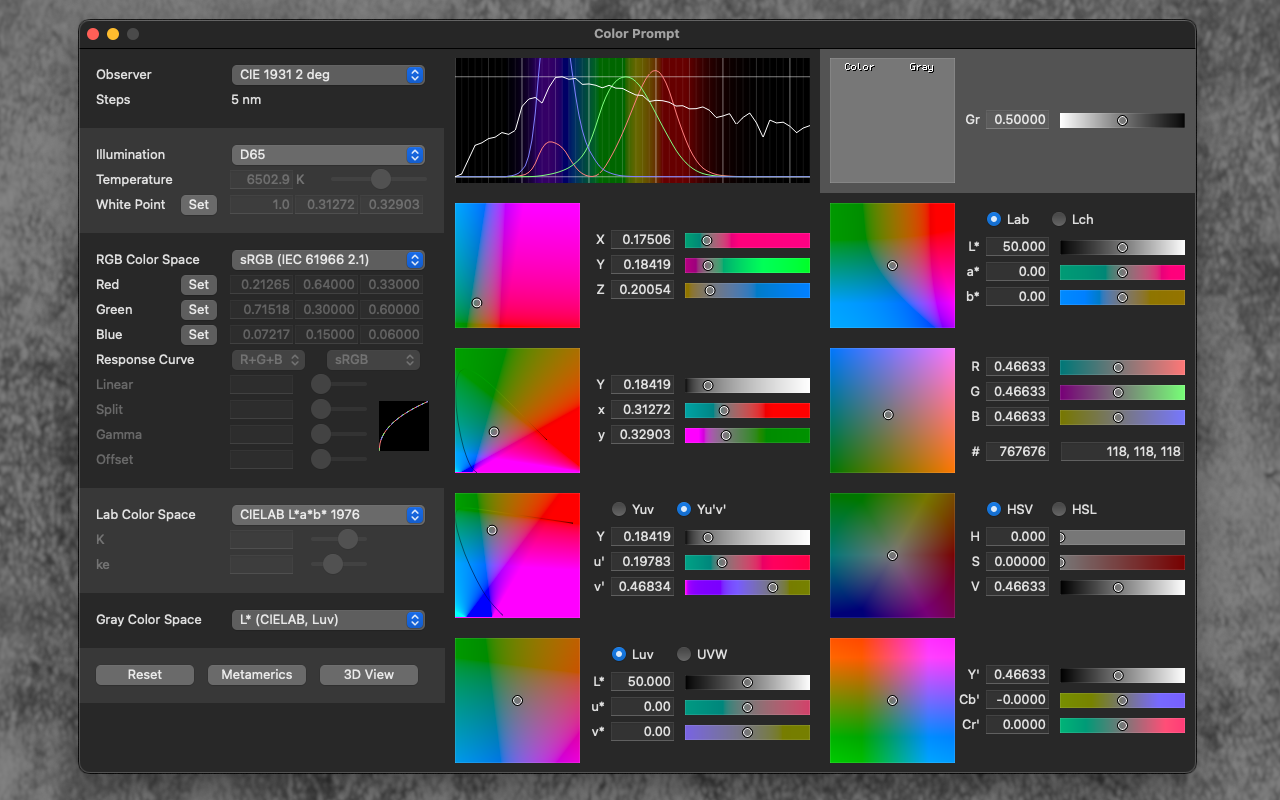 Color Prompt
Observer CIE 1931 2 deg
Steps 5 nm
Illumination D65
Temperature 6502.9 K
White Point Set 1.0 0.31272 0.32903
RGB Color Space sRGB (IEC 61966 2.1)
Red Set 0.21265 0.64000 0.33000
Green Set 0.71518 0.30000 0.60000
Blue Set 0.07217 0.15000 0.06000
Response Curve R+G+B sRGB
Linear
Split
Gamma
Offset
Lab Color Space CIELAB L*a*b* 1976
K
ke
Gray Color Space L* (CIELAB, Luv)
Reset Metamerics 3D View
X 0.17506
Y 0.18419
Z 0.20054
Y 0.18419
x 0.31272
y 0.32903
Yuv Yu'v'
Y 0.18419
u' 0.19783
v' 0.46834
Luv UVW
L* 50.000
u* 0.00
v* 0.00
Color Gray
Gr 0.50000
Lab Lch
L* 50.000
a* 0.00
b* 0.00
R 0.46633
G 0.46633
B 0.46633
# 767676 118, 118, 118
HSV HSL
H 0.000
S 0.00000
V 0.46633
Y' 0.46633
Cb' -0.0000
Cr' 0.0000